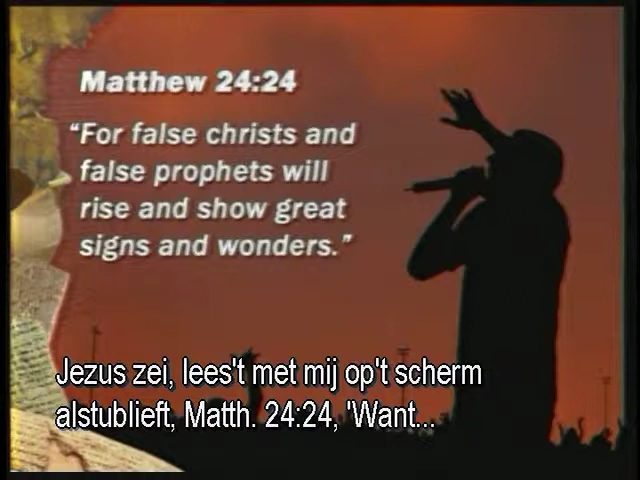 Matthew 24:24
“For false christs and
false prophets will
rise and show great
signs and wonders.”
Jezus zei, lees't met mij op't scherm
alstublieft, Matth. 24:24, 'Want...